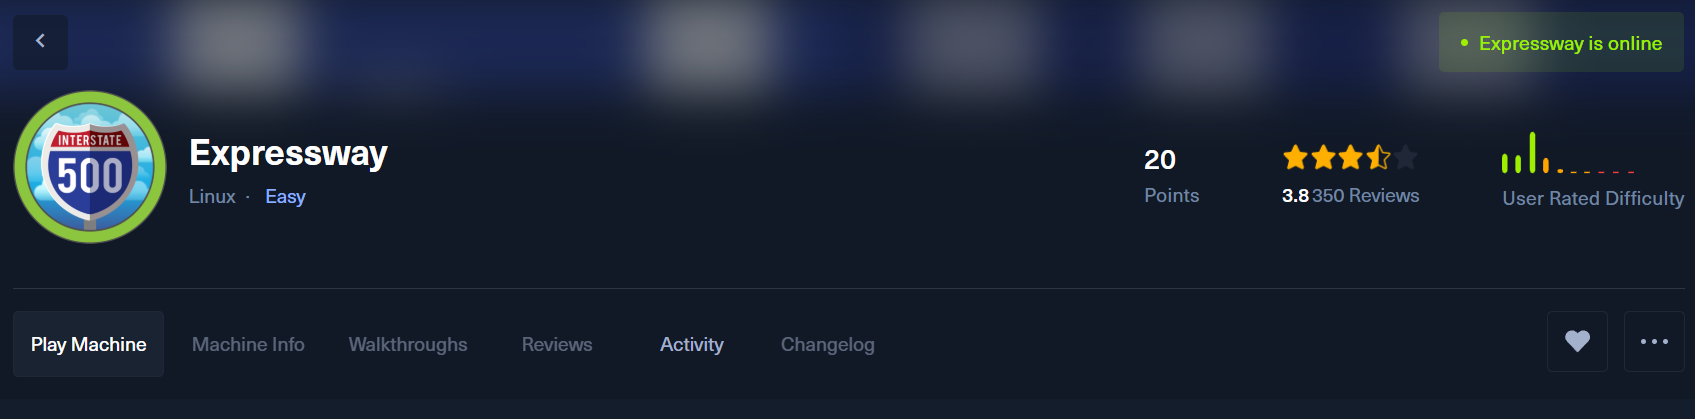 Expressway is online
INTERSTATE
500
Expressway
Linux · Easy
20
Points
3.8 350 Reviews
User Rated Difficulty
Play Machine
Machine Info
Walkthroughs
Reviews
Activity
Changelog